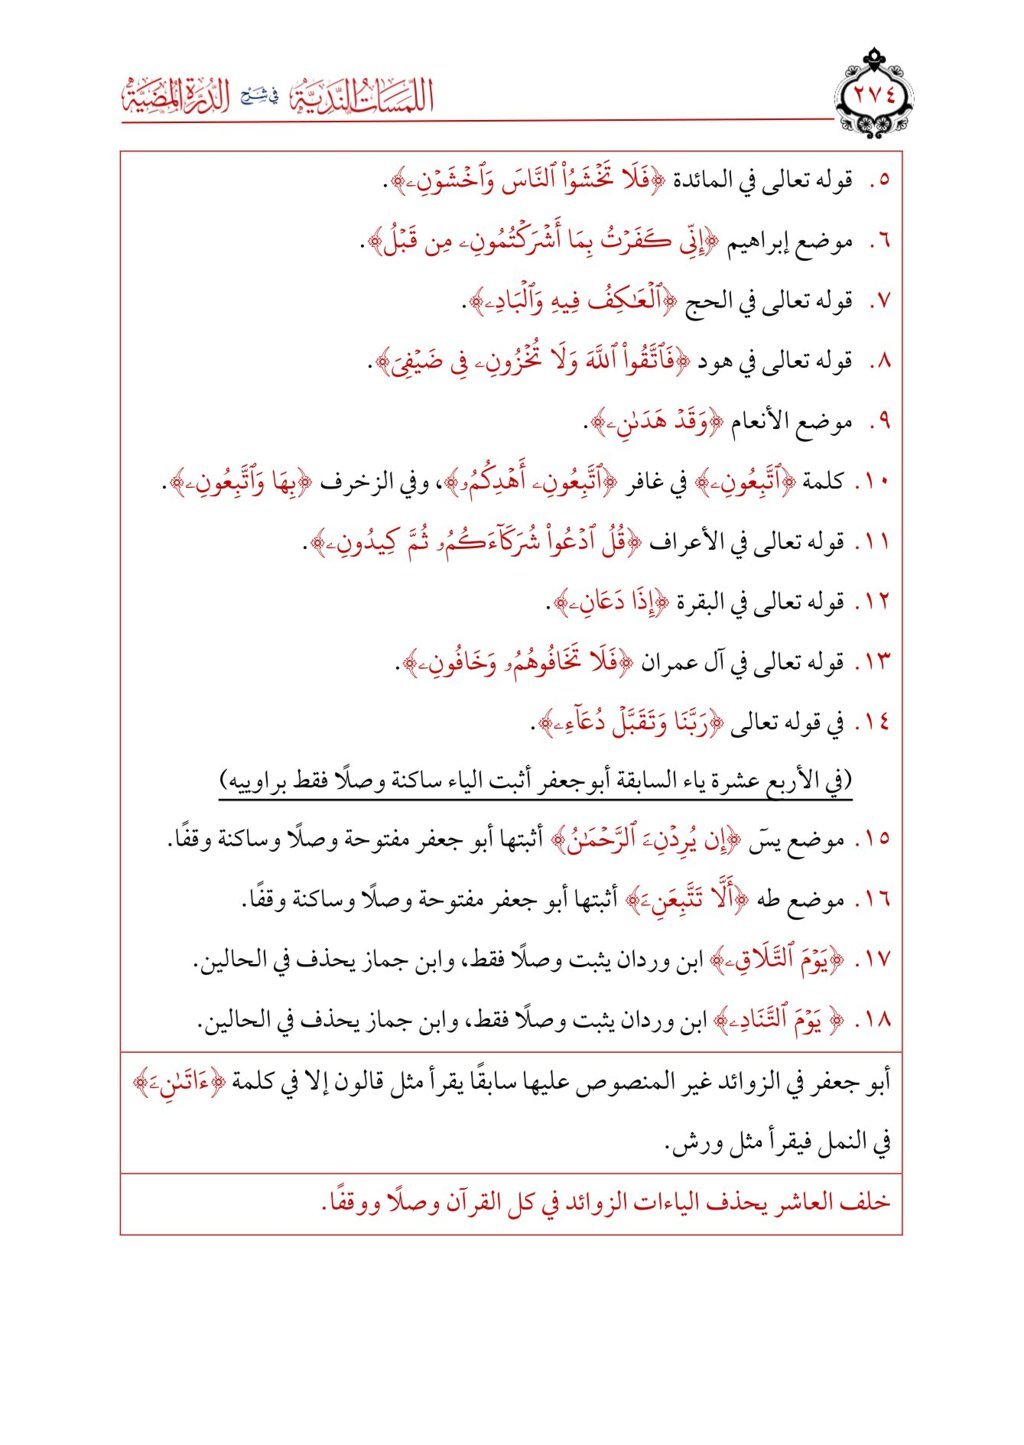 ٢٧٤
اللمسات الندية في شرح الدرة المضية
٥. قوله تعالى في المائدة ﴿فَلَا تَخۡشَوُاْ ٱلنَّاسَ وَٱخۡشَوۡنِۦ﴾.
٦. موضع إبراهيم ﴿إِنِّي كَفَرۡتُ بِمَا أَشۡرَكۡتُمُونِۦ مِن قَبۡلُ﴾.
٧. قوله تعالى في الحج ﴿ٱلۡعَٰكِفُ فِيهِ وَٱلۡبَادِۦ﴾.
٨. قوله تعالى في هود ﴿فَٱتَّقُواْ ٱللَّهَ وَلَا تُخۡزُونِۦ فِي ضَيۡفِيَ﴾.
٩. موضع الأنعام ﴿وَقَدۡ هَدَىٰنِۦ﴾.
١٠. كلمة ﴿ٱتَّبِعُونِۦ﴾ في غافر ﴿ٱتَّبِعُونِۦ أَهۡدِكُمُۥ﴾، وفي الزخرف ﴿بِهَا وَٱتَّبِعُونِۦ﴾.
١١. قوله تعالى في الأعراف ﴿قُلُ ٱدۡعُواْ شُرَكَآءَكُمُۥ ثُمَّ كِيدُونِۦ﴾.
١٢. قوله تعالى في البقرة ﴿إِذَا دَعَانِۦ﴾.
١٣. قوله تعالى في آل عمران ﴿فَلَا تَخَافُوهُمُۥ وَخَافُونِۦ﴾.
١٤. في قوله تعالى ﴿رَبَّنَا وَتَقَبَّلۡ دُعَآءِۦ﴾.
(في الأربع عشرة ياء السابقة أبوجعفر أثبت الياء ساكنة وصلًا فقط براوييه)
١٥. موضع يسٓ ﴿إِن يُرِدۡنِۦَ ٱلرَّحۡمَٰنُ﴾ أثبتها أبو جعفر مفتوحة وصلًا وساكنة وقفًا.
١٦. موضع طه ﴿أَلَّا تَتَّبِعَنِۦَ﴾ أثبتها أبو جعفر مفتوحة وصلًا وساكنة وقفًا.
١٧. ﴿يَوۡمَ ٱلتَّلَاقِۦ﴾ ابن وردان يثبت وصلًا فقط، وابن جماز يحذف في الحالين.
١٨. ﴿ يَوۡمَ ٱلتَّنَادِۦ﴾ ابن وردان يثبت وصلًا فقط، وابن جماز يحذف في الحالين.
أبو جعفر في الزوائد غير المنصوص عليها سابقًا يقرأ مثل قالون إلا في كلمة ﴿ءَاتَىٰنِۦَ﴾
في النمل فيقرأ مثل ورش.
خلف العاشر يحذف الياءات الزوائد في كل القرآن وصلًا ووقفًا.